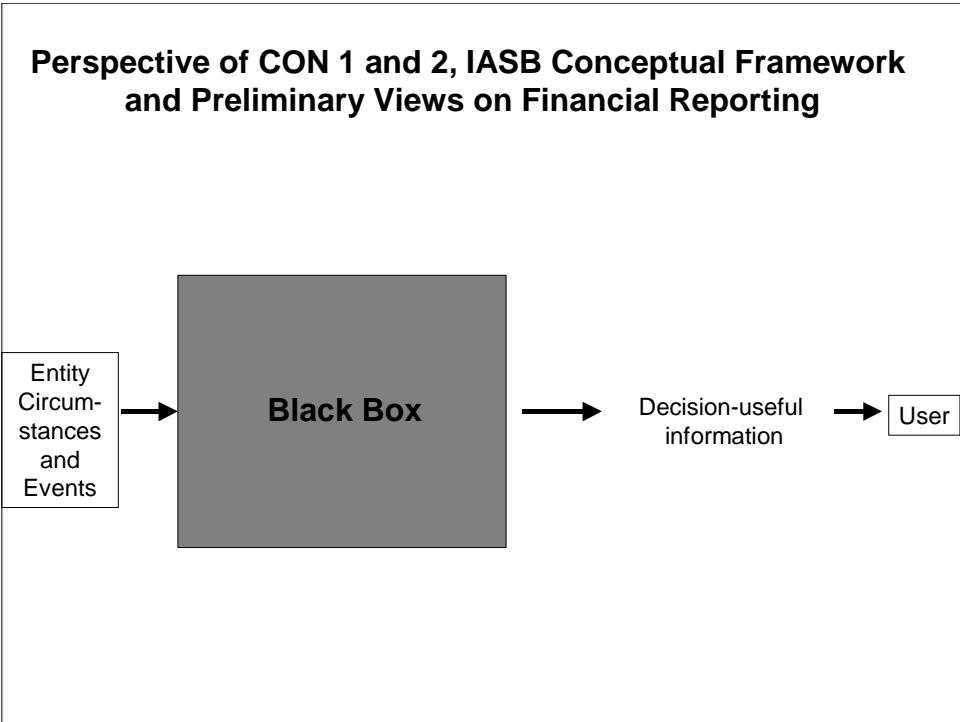 Perspective of CON 1 and 2, IASB Conceptual Framework
and Preliminary Views on Financial Reporting
Entity
Circum-
stances
and
Events
Black Box
Decision-useful
information
User